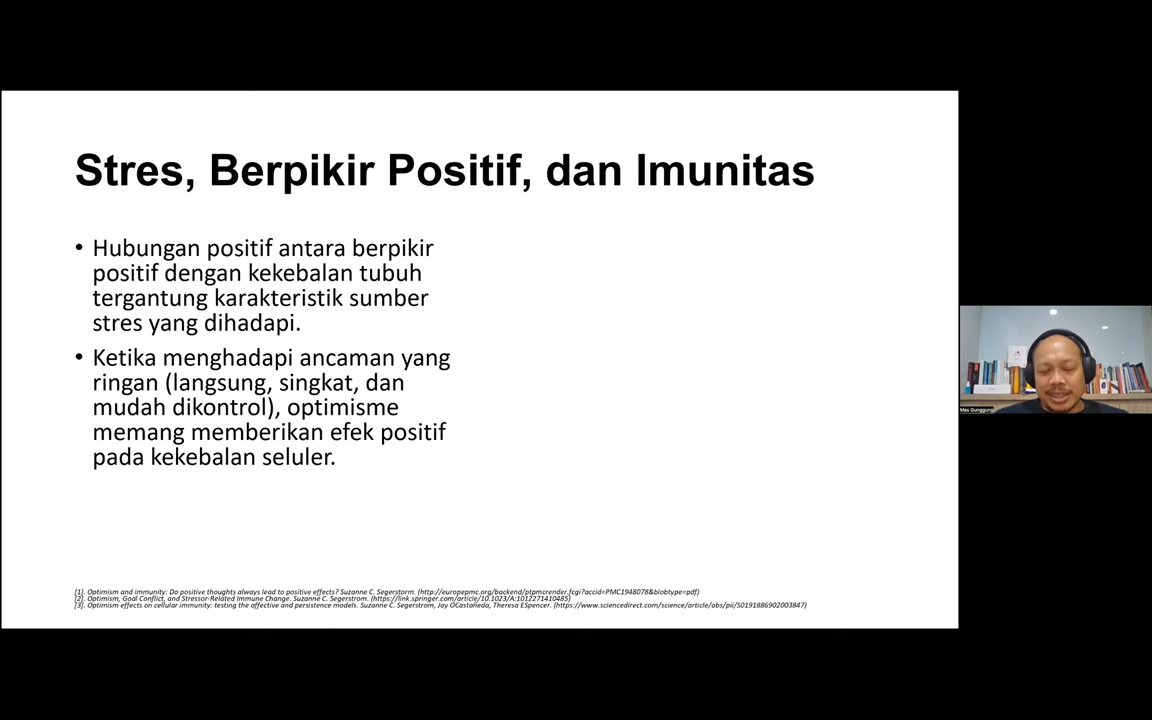 Stres, Berpikir Positif, dan Imunitas
• Hubungan positif antara berpikir
positif dengan kekebalan tubuh
tergantung karakteristik sumber
stres yang dihadapi.
• Ketika menghadapi ancaman yang
ringan (langsung, singkat, dan
mudah dikontrol), optimisme
memang memberikan efek positif
pada kekebalan seluler.
[1]. Optimism and immunity: Do positive thoughts always lead to positive effects? Suzanne C. Segerstorm. (http://europepmc.org/backend/ptpmcrender.fcgi?accid=PMC1948078&blobtype=pdf)
[2]. Optimism, Goal Conflict, and Stressor-Related Immune Change. Suzanne C. Segerstrom. (https://link.springer.com/article/10.1023/A:1012271410485)
[3]. Optimism effects on cellular immunity: testing the affective and persistence models. Suzanne C. Segerstrom, Jay OCastañeda, Theresa ESpencer. (https://www.sciencedirect.com/science/article/abs/pii/S0191886902003847)
Mas Gunggung